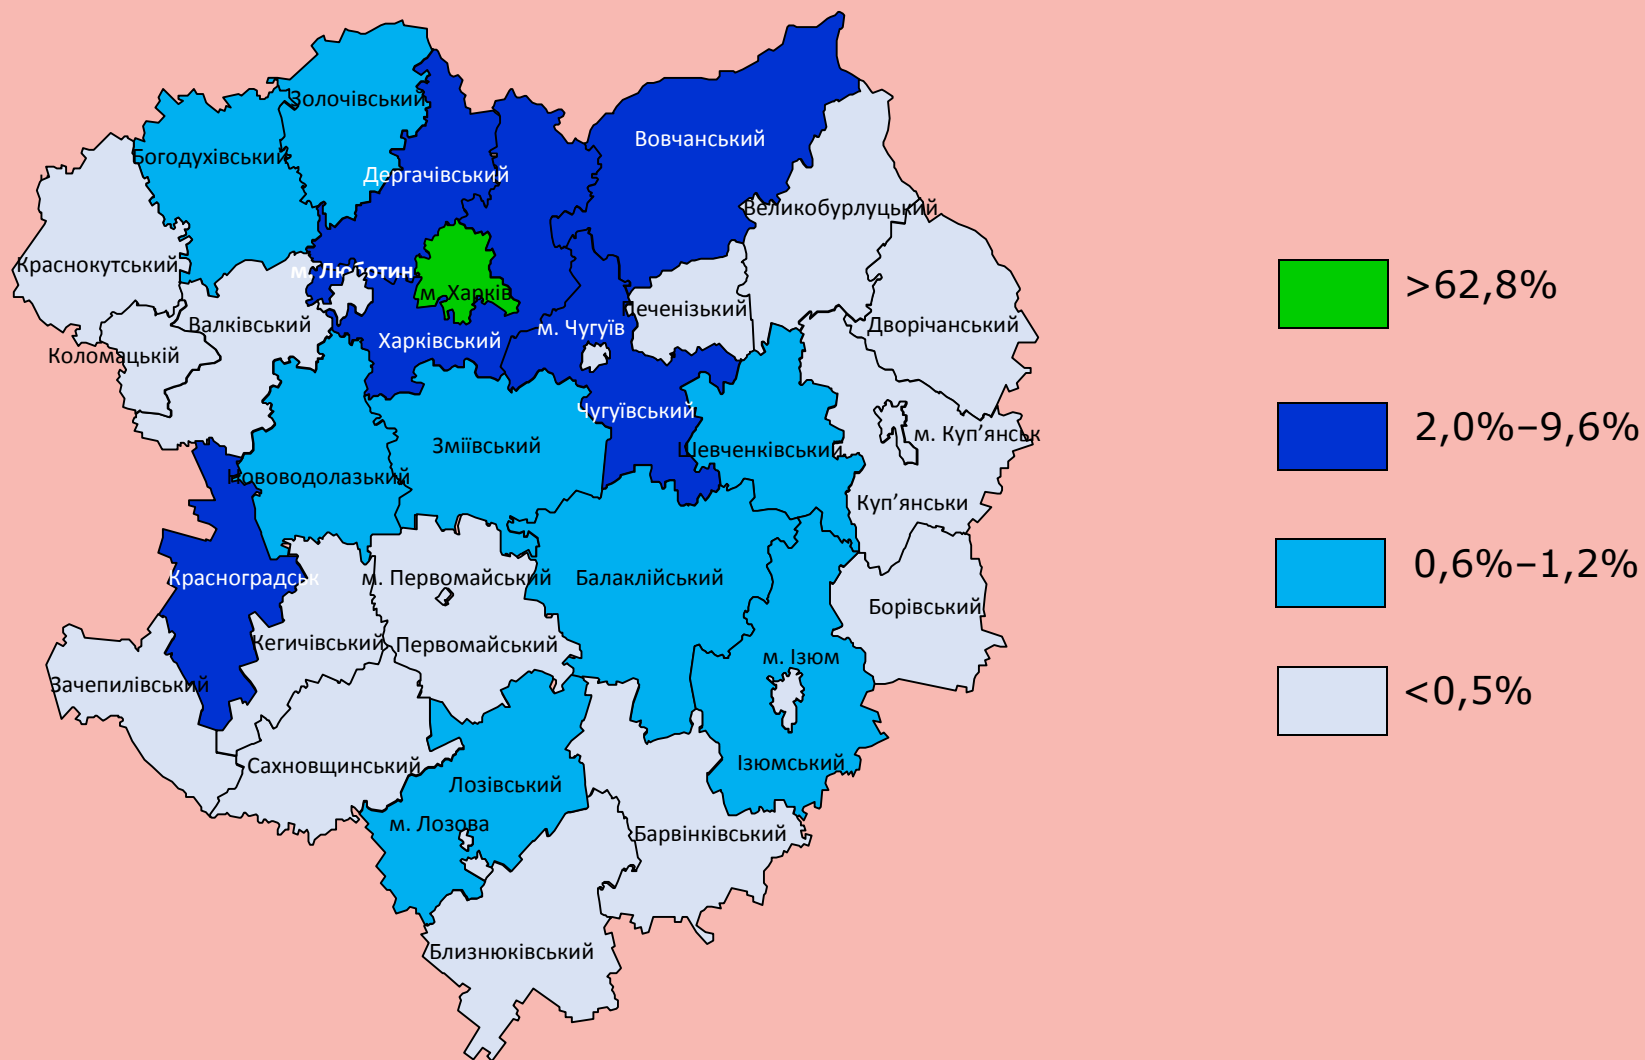 Золочівський
Богодухівський
Вовчанський
Дергачівський
Великобурлуцький
Краснокутський
м. Люботин
м. Харків
Печенізький
Валківський
м. Чугуїв
Дворічанський
Харківський
Коломацькій
Чугуївський
м. Куп’янськ
Зміївський
Шевченківський
Нововодолазький
Куп’янськи
Красноградськ
м. Первомайський
Балаклійський
Борівський
Кегичівський
Первомайський
м. Ізюм
Зачепилівський
Сахновщинський
Ізюмський
Лозівський
м. Лозова
Барвінківський
Близнюківський
>62,8%
2,0%–9,6%
0,6%–1,2%
<0,5%